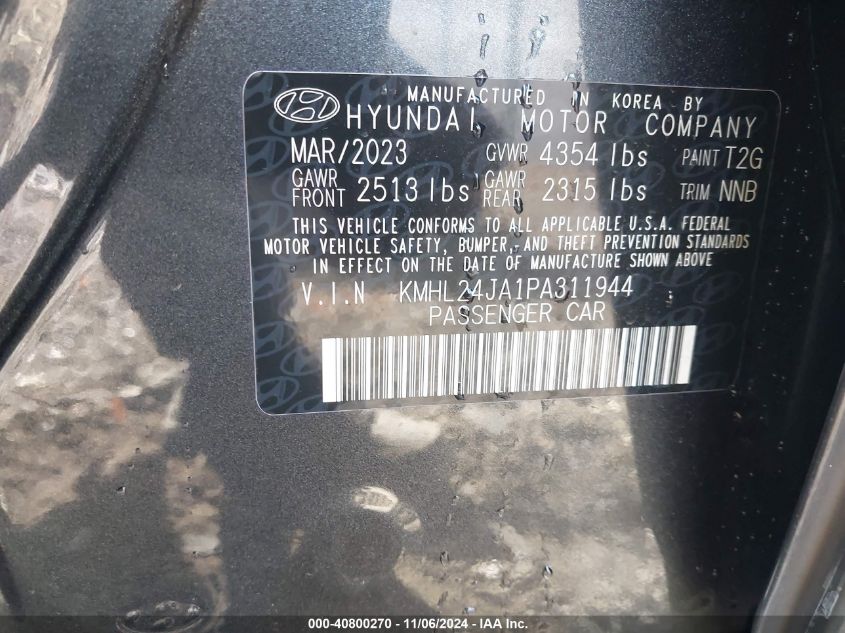 MANUFACTURED IN KOREA BY
HYUNDAI MOTOR COMPANY
MAR/2023 GVWR 4354 lbs PAINT T2G
GAWR FRONT 2513 lbs GAWR REAR 2315 lbs TRIM NNB
THIS VEHICLE CONFORMS TO ALL APPLICABLE U.S.A. FEDERAL
MOTOR VEHICLE SAFETY, BUMPER, AND THEFT PREVENTION STANDARDS
IN EFFECT ON THE DATE OF MANUFACTURE SHOWN ABOVE
V.I.N KMHL24JA1PA311944
PASSENGER CAR
000-40800270 - 11/06/2024 - IAA Inc.